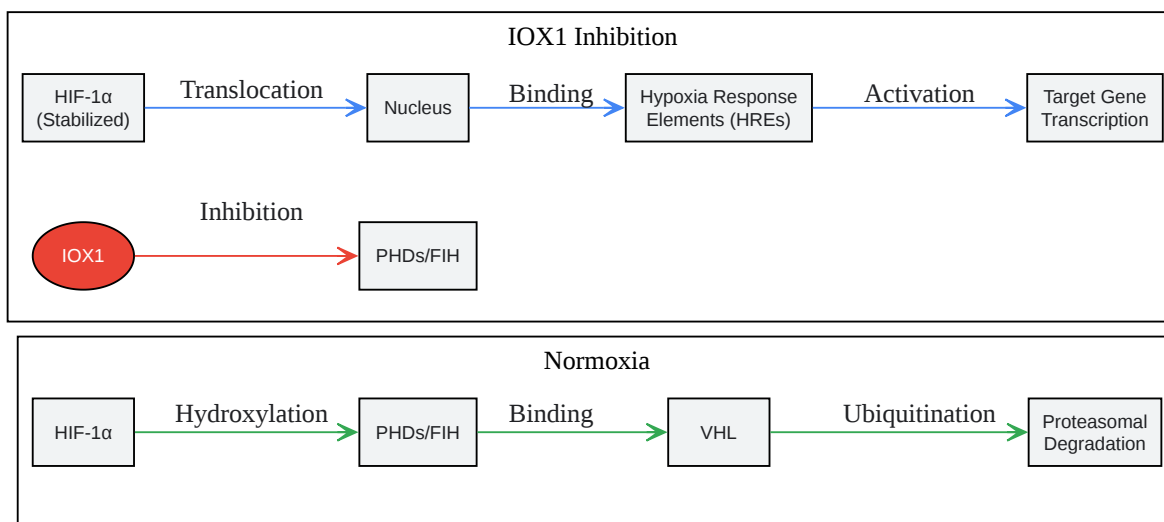 IOX1 Inhibition
HIF-1α
(Stabilized)
Translocation
Nucleus
Binding
Hypoxia Response
Elements (HREs)
Activation
Target Gene
Transcription
IOX1
Inhibition
PHDs/FIH
Normoxia
HIF-1α
Hydroxylation
PHDs/FIH
Binding
VHL
Ubiquitination
Proteasomal
Degradation